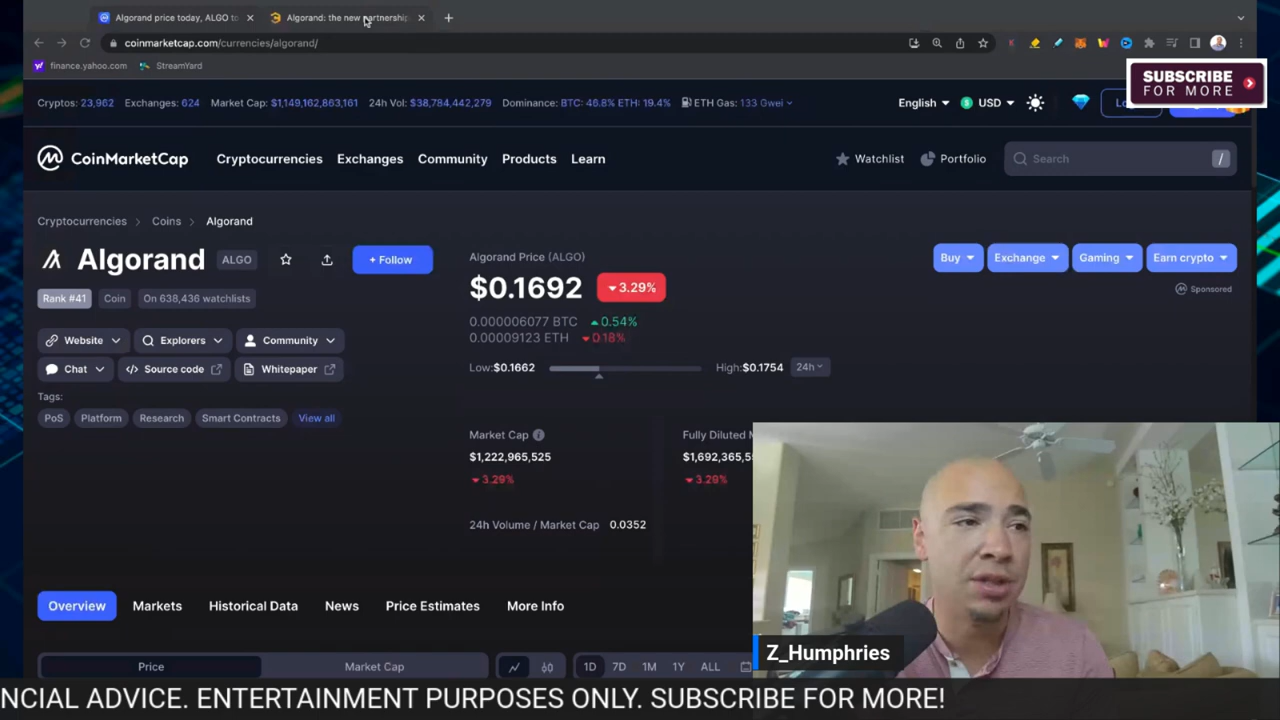 Algorand price today, ALGO to
Algorand: the new partnership
coinmarketcap.com/currencies/algorand/
finance.yahoo.com StreamYard
SUBSCRIBE
FOR MORE
Cryptos: 23,962 Exchanges: 624 Market Cap: $1,149,162,863,161 24h Vol: $38,784,442,279 Dominance: BTC: 46.8% ETH: 19.4% ETH Gas: 133 Gwei
English USD
CoinMarketCap Cryptocurrencies Exchanges Community Products Learn
Watchlist Portfolio Search /
Cryptocurrencies Coins Algorand
Algorand ALGO + Follow
Rank #41 Coin On 638,436 watchlists
Website Explorers Community
Chat Source code Whitepaper
Tags:
PoS Platform Research Smart Contracts View all
Algorand Price (ALGO)
$0.1692 3.29%
0.000006077 BTC 0.54%
0.00009123 ETH 0.18%
Low: $0.1662 High: $0.1754 24h
Buy Exchange Gaming Earn crypto
Sponsored
Market Cap
$1,222,965,525
3.29%
Fully Diluted M
$1,692,365,5
3.29%
24h Volume / Market Cap 0.0352
Overview Markets Historical Data News Price Estimates More Info
Price Market Cap 1D 7D 1M 1Y ALL
Z_Humphries
NCIAL ADVICE. ENTERTAINMENT PURPOSES ONLY. SUBSCRIBE FOR MORE!